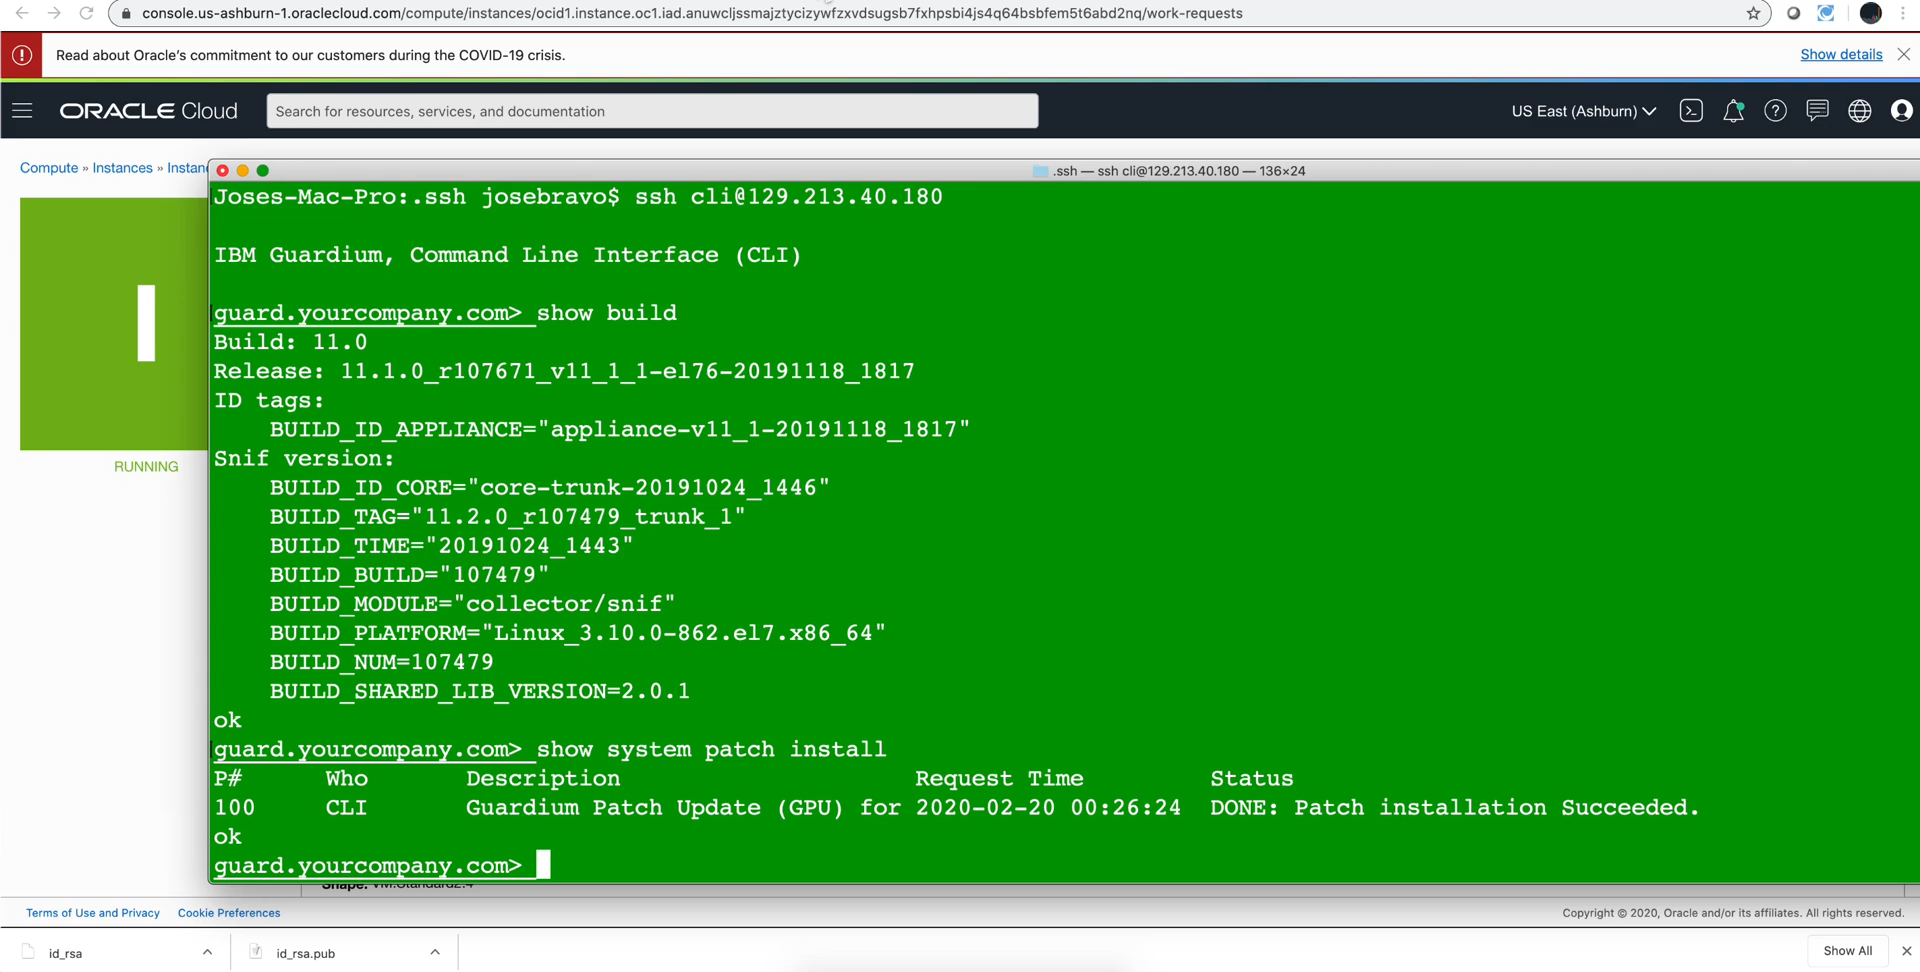 console.us-ashburn-1.oraclecloud.com/compute/instances/ocid1.instance.oc1.iad.anuwcljssmajztycizywfzxvdsugsb7fxhpsbi4js4q64bsbfem5t6abd2nq/work-requests
Read about Oracle's commitment to our customers during the COVID-19 crisis.
Show details
ORACLE Cloud
Search for resources, services, and documentation
US East (Ashburn)
Compute » Instances » Instan
.ssh — ssh cli@129.213.40.180 — 136×24
Joses-Mac-Pro:.ssh josebravo$ ssh cli@129.213.40.180
IBM Guardium, Command Line Interface (CLI)
guard.yourcompany.com> show build
Build: 11.0
Release: 11.1.0_r107671_v11_1_1-el76-20191118_1817
ID tags:
BUILD_ID_APPLIANCE="appliance-v11_1-20191118_1817"
Snif version:
BUILD_ID_CORE="core-trunk-20191024_1446"
BUILD_TAG="11.2.0_r107479_trunk_1"
BUILD_TIME="20191024_1443"
BUILD_BUILD="107479"
BUILD_MODULE="collector/snif"
BUILD_PLATFORM="Linux_3.10.0-862.el7.x86_64"
BUILD_NUM=107479
BUILD_SHARED_LIB_VERSION=2.0.1
ok
guard.yourcompany.com> show system patch install
P# Who Description Request Time Status
100 CLI Guardium Patch Update (GPU) for 2020-02-20 00:26:24 DONE: Patch installation Succeeded.
ok
guard.yourcompany.com>
I
RUNNING
Shape: VM.Standard2.4
Terms of Use and Privacy Cookie Preferences
Copyright © 2020, Oracle and/or its affiliates. All rights reserved.
id_rsa
id_rsa.pub
Show All